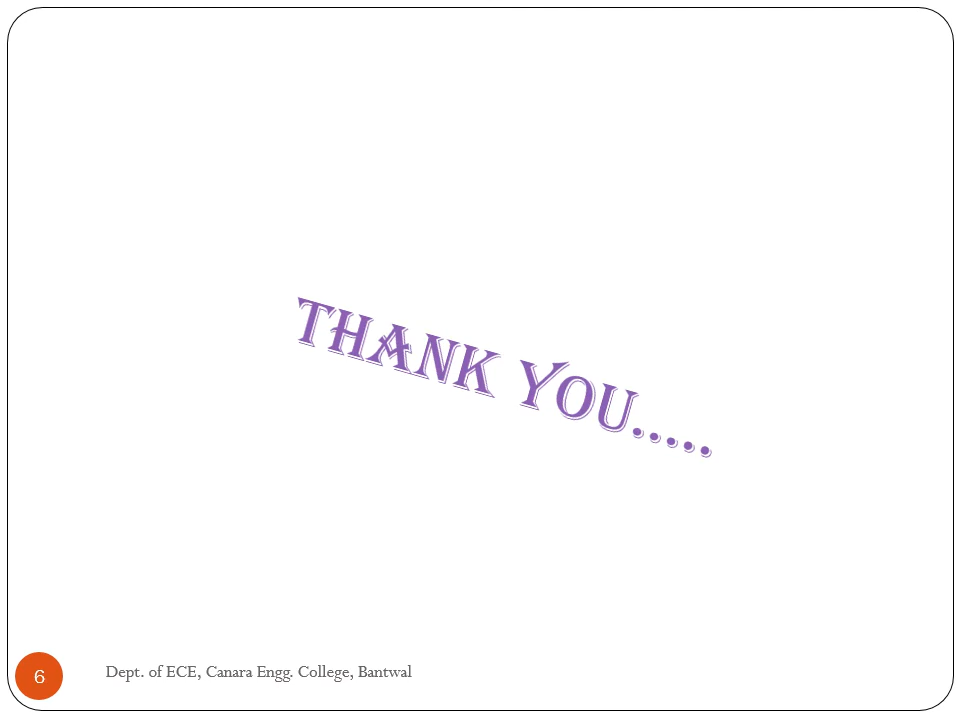 THANK YOU.....
6
Dept. of ECE, Canara Engg. College, Bantwal